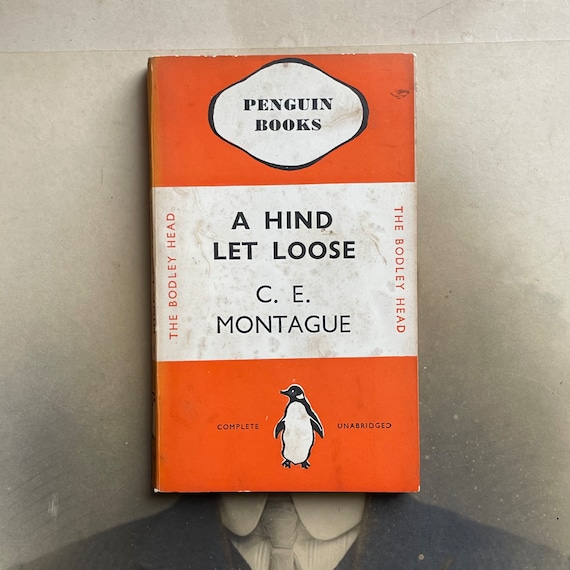 PENGUIN
BOOKS
A HIND
LET LOOSE
C. E.
MONTAGUE
THE BODLEY HEAD
THE BODLEY HEAD
COMPLETE UNABRIDGED